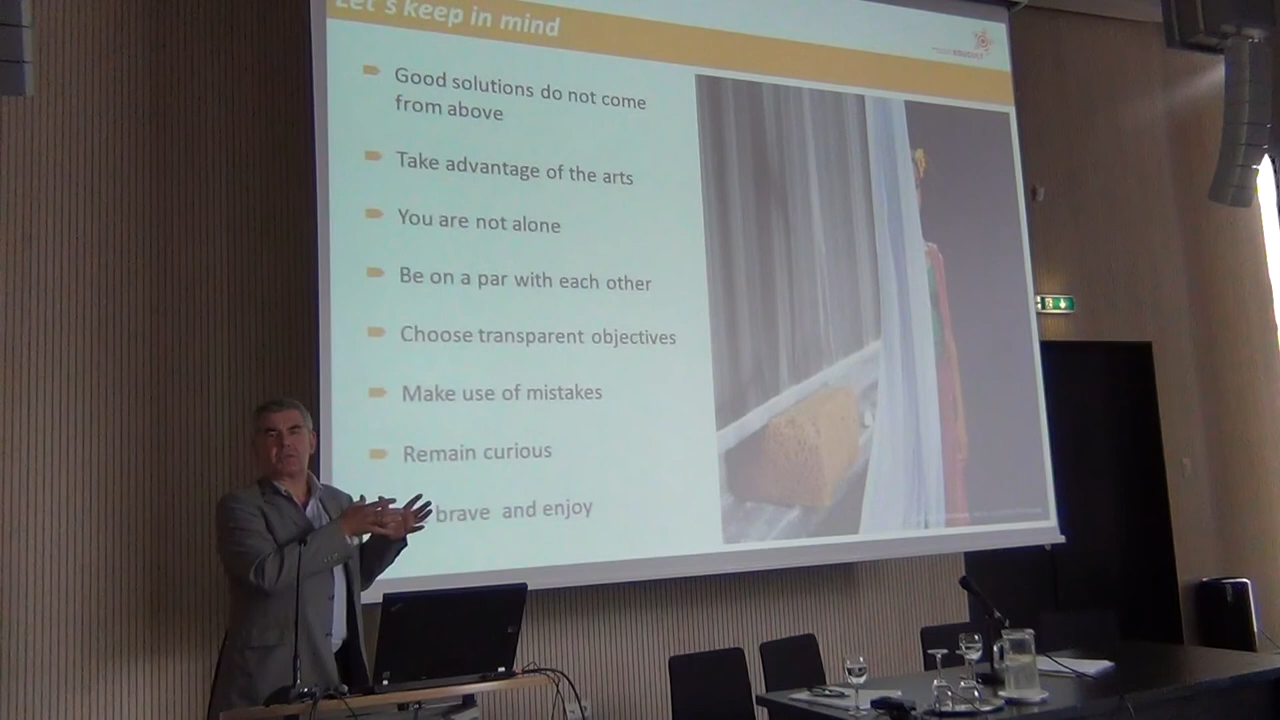 Let's keep in mind
EDUCULT
Good solutions do not come
from above
Take advantage of the arts
You are not alone
Be on a par with each other
Choose transparent objectives
Make use of mistakes
Remain curious
brave and enjoy